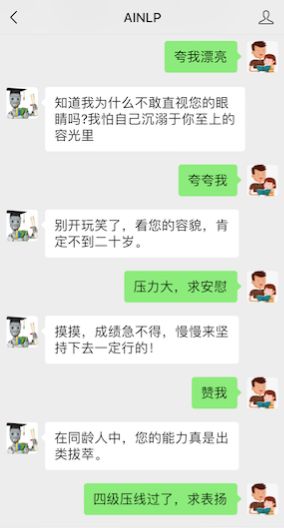 AINLP
夸我漂亮
知道我为什么不敢直视您的眼
睛吗?我怕自己沉溺于你至上的
容光里
夸夸我
别开玩笑了，看您的容貌，肯
定不到二十岁。
压力大，求安慰
摸摸，成绩急不得，慢慢来坚
持下去一定行的！
赞我
在同龄人中，您的能力真是出
类拔萃。
四级压线过了，求表扬